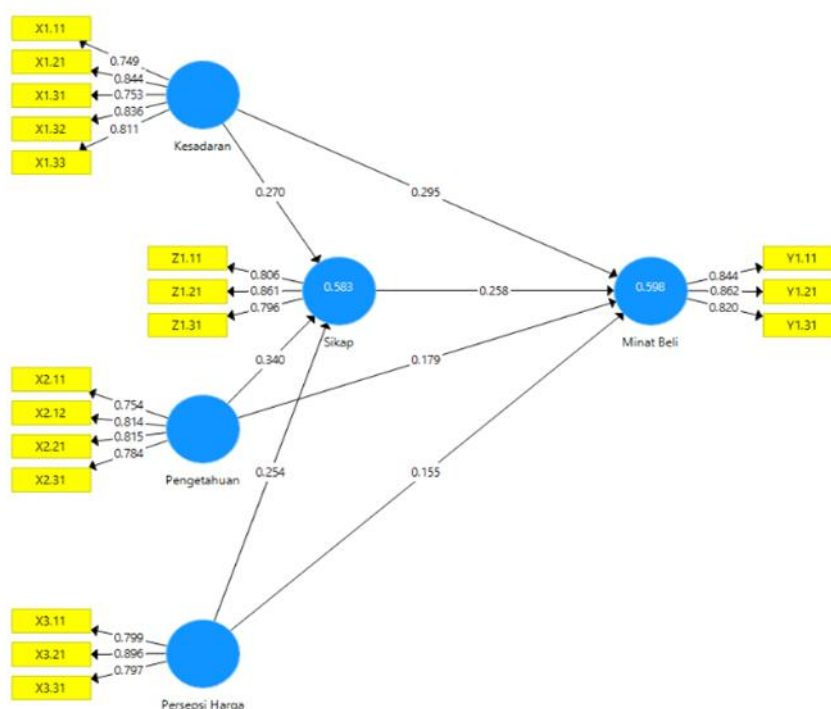 X1.11
0.749
X1.21
0.844
X1.31
0.753
X1.32
0.836
X1.33
0.811
Kesadaran
0.270
0.295
Z1.11
0.806
Z1.21
0.861
Z1.31
0.796
0.583
Sikap
0.258
0.598
Minat Beli
Y1.11
0.844
Y1.21
0.862
Y1.31
0.820
0.340
0.179
X2.11
0.754
X2.12
0.814
X2.21
0.815
X2.31
0.784
Pengetahuan
0.254
0.155
X3.11
0.799
X3.21
0.896
X3.31
0.797
Persepsi Harga